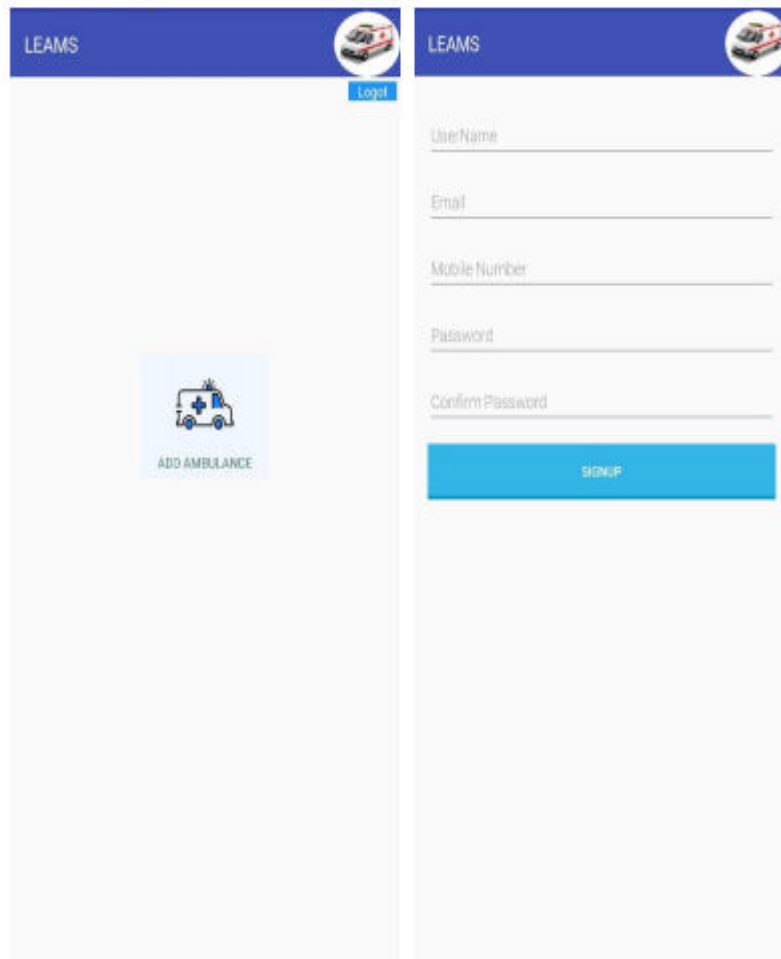 LEAMS
Logot
ADD AMBULANCE
LEAMS
UserName
Email
Mobile Number
Password
Confirm Password
SIGNUP